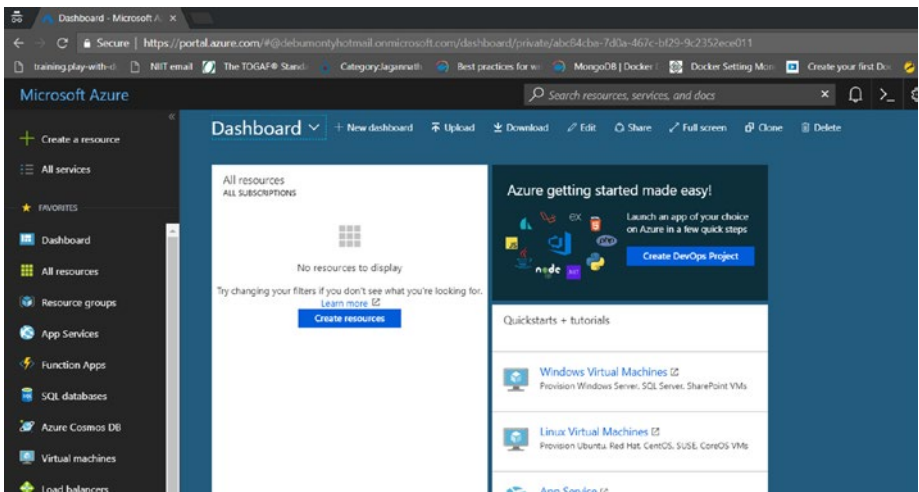 Dashboard - Microsoft A
Secure | https://portal.azure.com/#@debumontyhotmail.onmicrosoft.com/dashboard/private/abc64cba-7d0a-467c-bf29-9c2352ece011
training.play-with-d
NIIT email
The TOGAF® Stand
Category:Jagannath
Best practices for w
MongoDB | Docker
Docker Setting Mon
Create your first Do
Microsoft Azure
Search resources, services, and docs
Create a resource
All services
FAVORITES
Dashboard
All resources
Resource groups
App Services
Function Apps
SQL databases
Azure Cosmos DB
Virtual machines
Load balancers
Dashboard
+ New dashboard
Upload
Download
Edit
Share
Full screen
Clone
Delete
All resources
ALL SUBSCRIPTIONS
No resources to display
Try changing your filters if you don't see what you're looking for.
Learn more
Create resources
Azure getting started made easy!
Launch an app of your choice
on Azure in a few quick steps
Create DevOps Project
ex
php
JS
node
Quickstarts + tutorials
Windows Virtual Machines
Provision Windows Server, SQL Server, SharePoint VMs
Linux Virtual Machines
Provision Ubuntu, Red Hat, CentOS, SUSE, CoreOS VMs
App Service